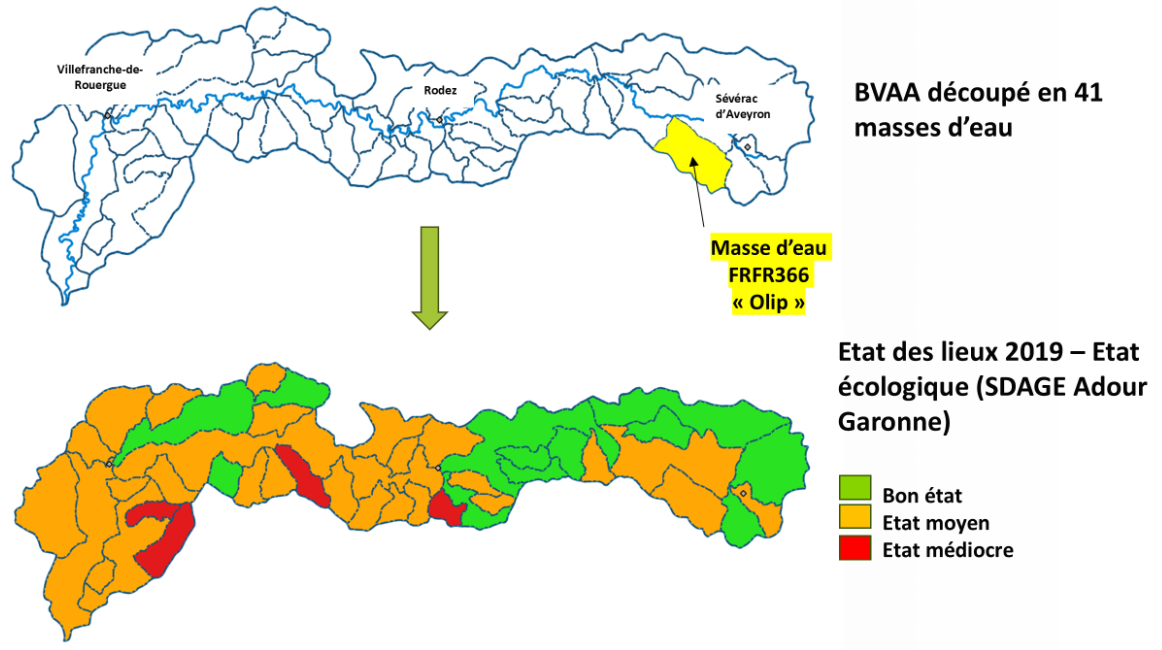 Villefranche-de-
Rouergue
Rodez
Sévérac
d’Aveyron
BVAA découpé en 41
masses d’eau
Masse d’eau
FRFR366
« Olip »
Etat des lieux 2019 – Etat
écologique (SDAGE Adour
Garonne)
Bon état
Etat moyen
Etat médiocre